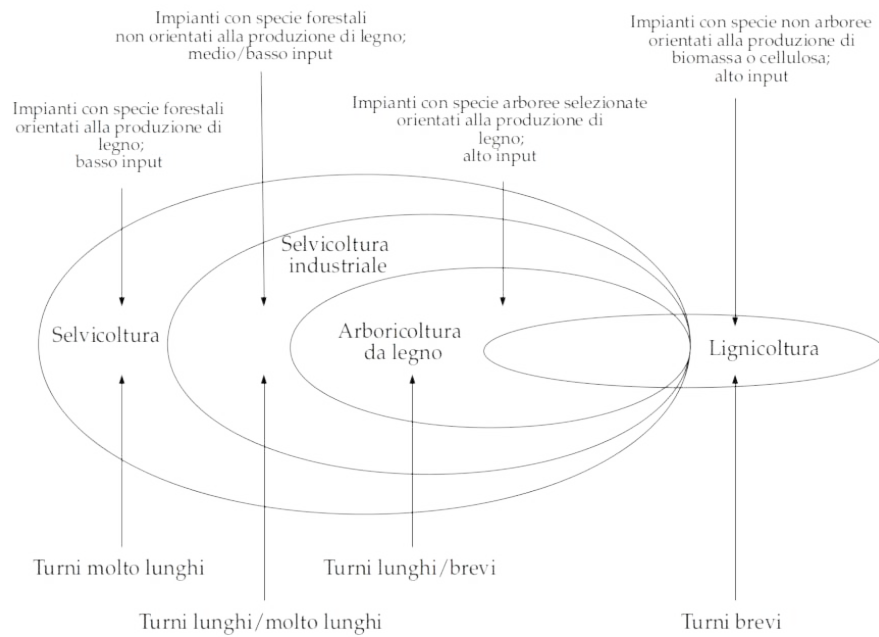 Impianti con specie forestali
non orientati alla produzione di legno;
medio/basso input
Impianti con specie non arboree
orientati alla produzione di
biomassa o cellulosa;
alto input
Impianti con specie forestali
orientati alla produzione di
legno;
basso input
Impianti con specie arboree selezionate
orientati alla produzione di
legno;
alto input
Selvicoltura
industriale
Selvicoltura
Arboricoltura
da legno
Lignicoltura
Turni molto lunghi
Turni lunghi/brevi
Turni lunghi/molto lunghi
Turni brevi